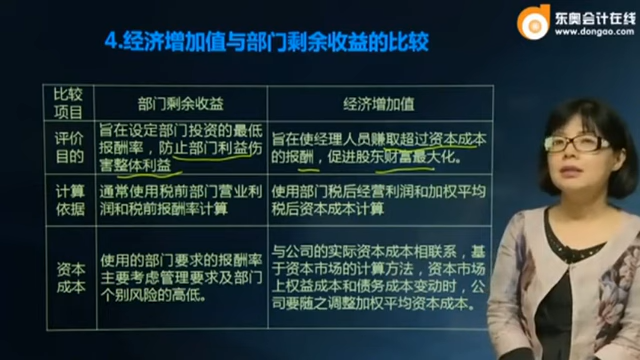 东奥会计在线
www.dongao.com
4.经济增加值与部门剩余收益的比较
比较
项目
部门剩余收益
经济增加值
评价
目的
旨在设定部门投资的最低
报酬率，防止部门利益伤
害整体利益
旨在使经理人员赚取超过资本成本
的报酬，促进股东财富最大化。
计算
依据
通常使用税前部门营业利
润和税前报酬率计算
使用部门税后经营利润和加权平均
税后资本成本计算
资本
成本
使用的部门要求的报酬率
主要考虑管理要求及部门
个别风险的高低。
与公司的实际资本成本相联系，基
于资本市场的计算方法，资本市场
上权益成本和债务成本变动时，公
司要随之调整加权平均资本成本。